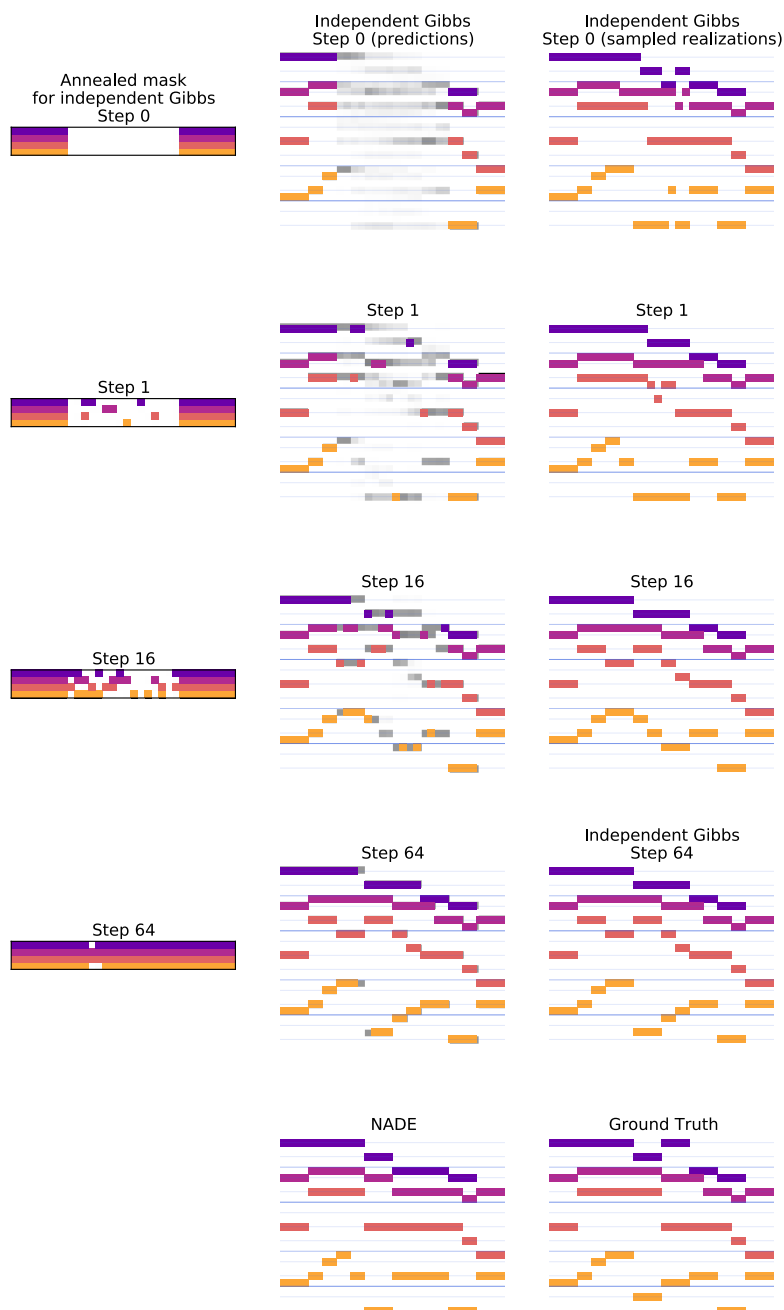 Independent Gibbs
Step 0 (predictions)
Independent Gibbs
Step 0 (sampled realizations)
Annealed mask
for independent Gibbs
Step 0
Step 1
Step 1
Step 1
Step 16
Step 16
Step 16
Step 64
Independent Gibbs
Step 64
Step 64
NADE
Ground Truth